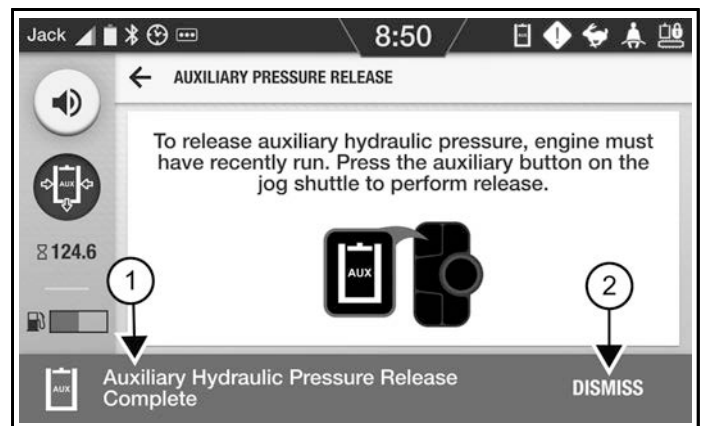 Jack
8:50
AUX
AUXILIARY PRESSURE RELEASE
To release auxiliary hydraulic pressure, engine must
have recently run. Press the auxiliary button on the
jog shuttle to perform release.
AUX
124.6
AUX
1
2
AUX
Auxiliary Hydraulic Pressure Release
Complete
DISMISS